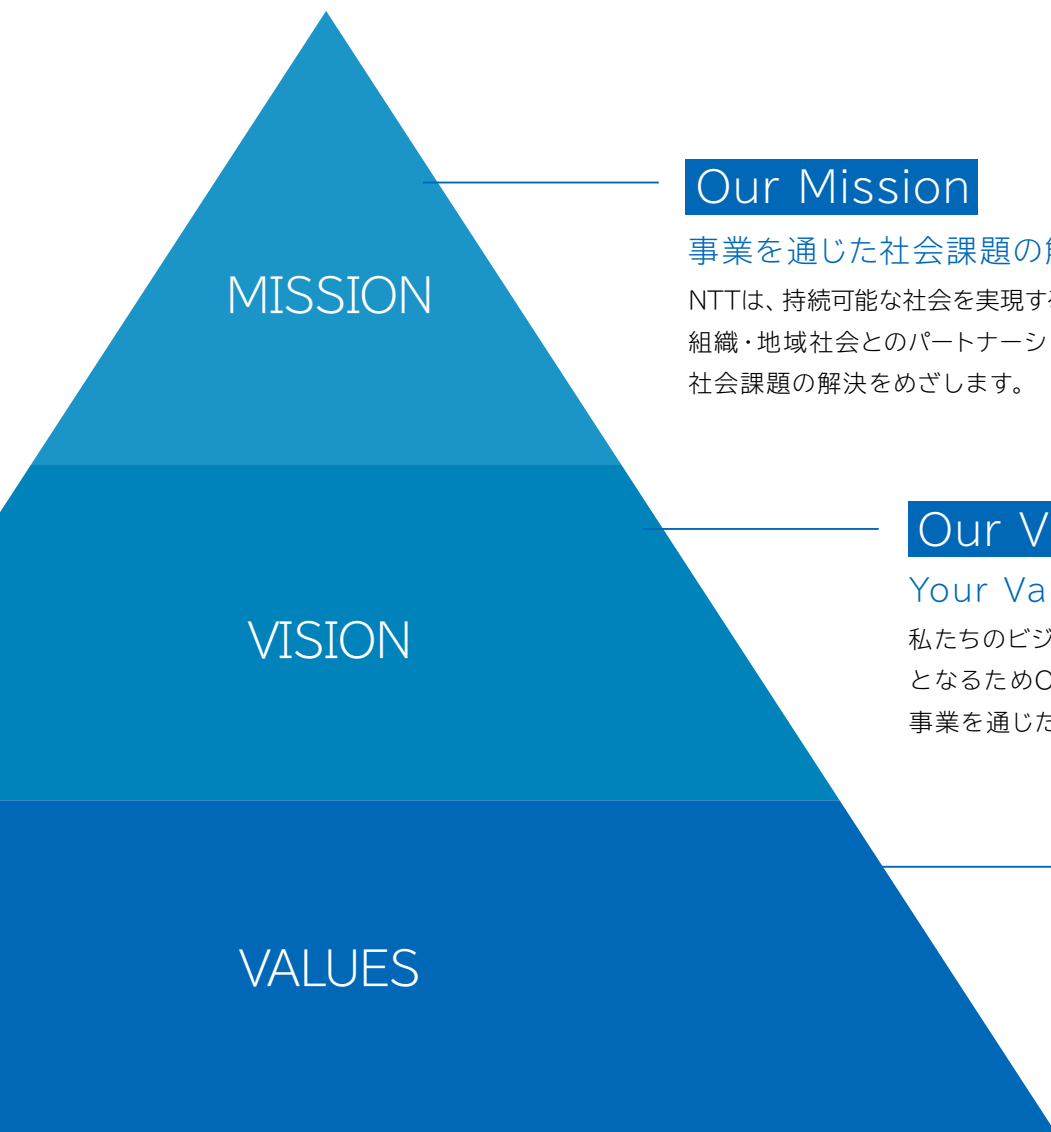 MISSION
Our Mission
事業を通じた社会課題の
NTTは、持続可能な社会を実現す
組織・地域社会とのパートナーシ
社会課題の解決をめざします。
VISION
Our V
Your Va
私たちのビジ
となるためO
事業を通じた
VALUES